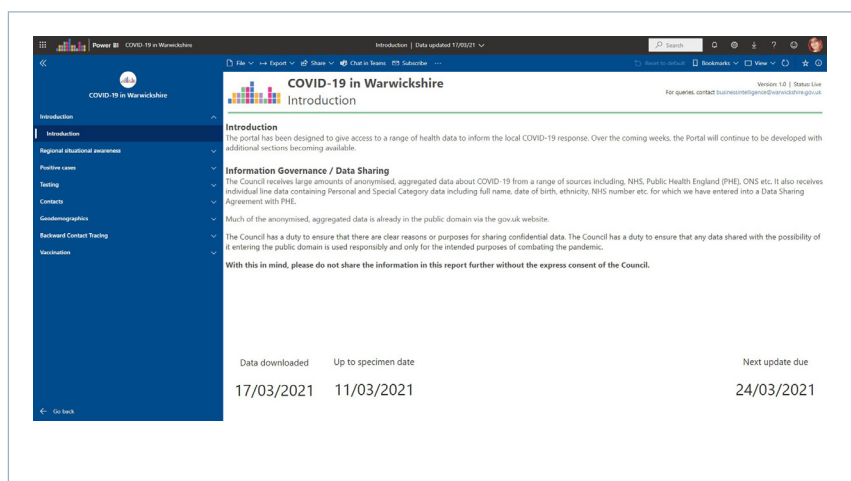 Power BI COVID-19 in Warwickshire
Introduction | Data updated 17/03/21
Search
File Export Share Chat in Teams Subscribe ...
Reset to default Bookmarks View
COVID-19 in Warwickshire
Introduction
Introduction
Regional situational awareness
Positive cases
Testing
Contacts
Geodemographics
Backward Contact Tracing
Vaccination
Go back
COVID-19 in Warwickshire
Introduction
Version: 1.0 | Status: Live
For queries, contact businessintelligence@warwickshire.gov.uk
Introduction
The portal has been designed to give access to a range of health data to inform the local COVID-19 response. Over the coming weeks, the Portal will continue to be developed with
additional sections becoming available.
Information Governance / Data Sharing
The Council receives large amounts of anonymised, aggregated data about COVID-19 from a range of sources including, NHS, Public Health England (PHE), ONS etc. It also receives
individual line data containing Personal and Special Category data including full name, date of birth, ethnicity, NHS number etc. for which we have entered into a Data Sharing
Agreement with PHE.
Much of the anonymised, aggregated data is already in the public domain via the gov.uk website.
The Council has a duty to ensure that there are clear reasons or purposes for sharing confidential data. The Council has a duty to ensure that any data shared with the possibility of
it entering the public domain is used responsibly and only for the intended purposes of combating the pandemic.
With this in mind, please do not share the information in this report further without the express consent of the Council.
Data downloaded
17/03/2021
Up to specimen date
11/03/2021
Next update due
24/03/2021